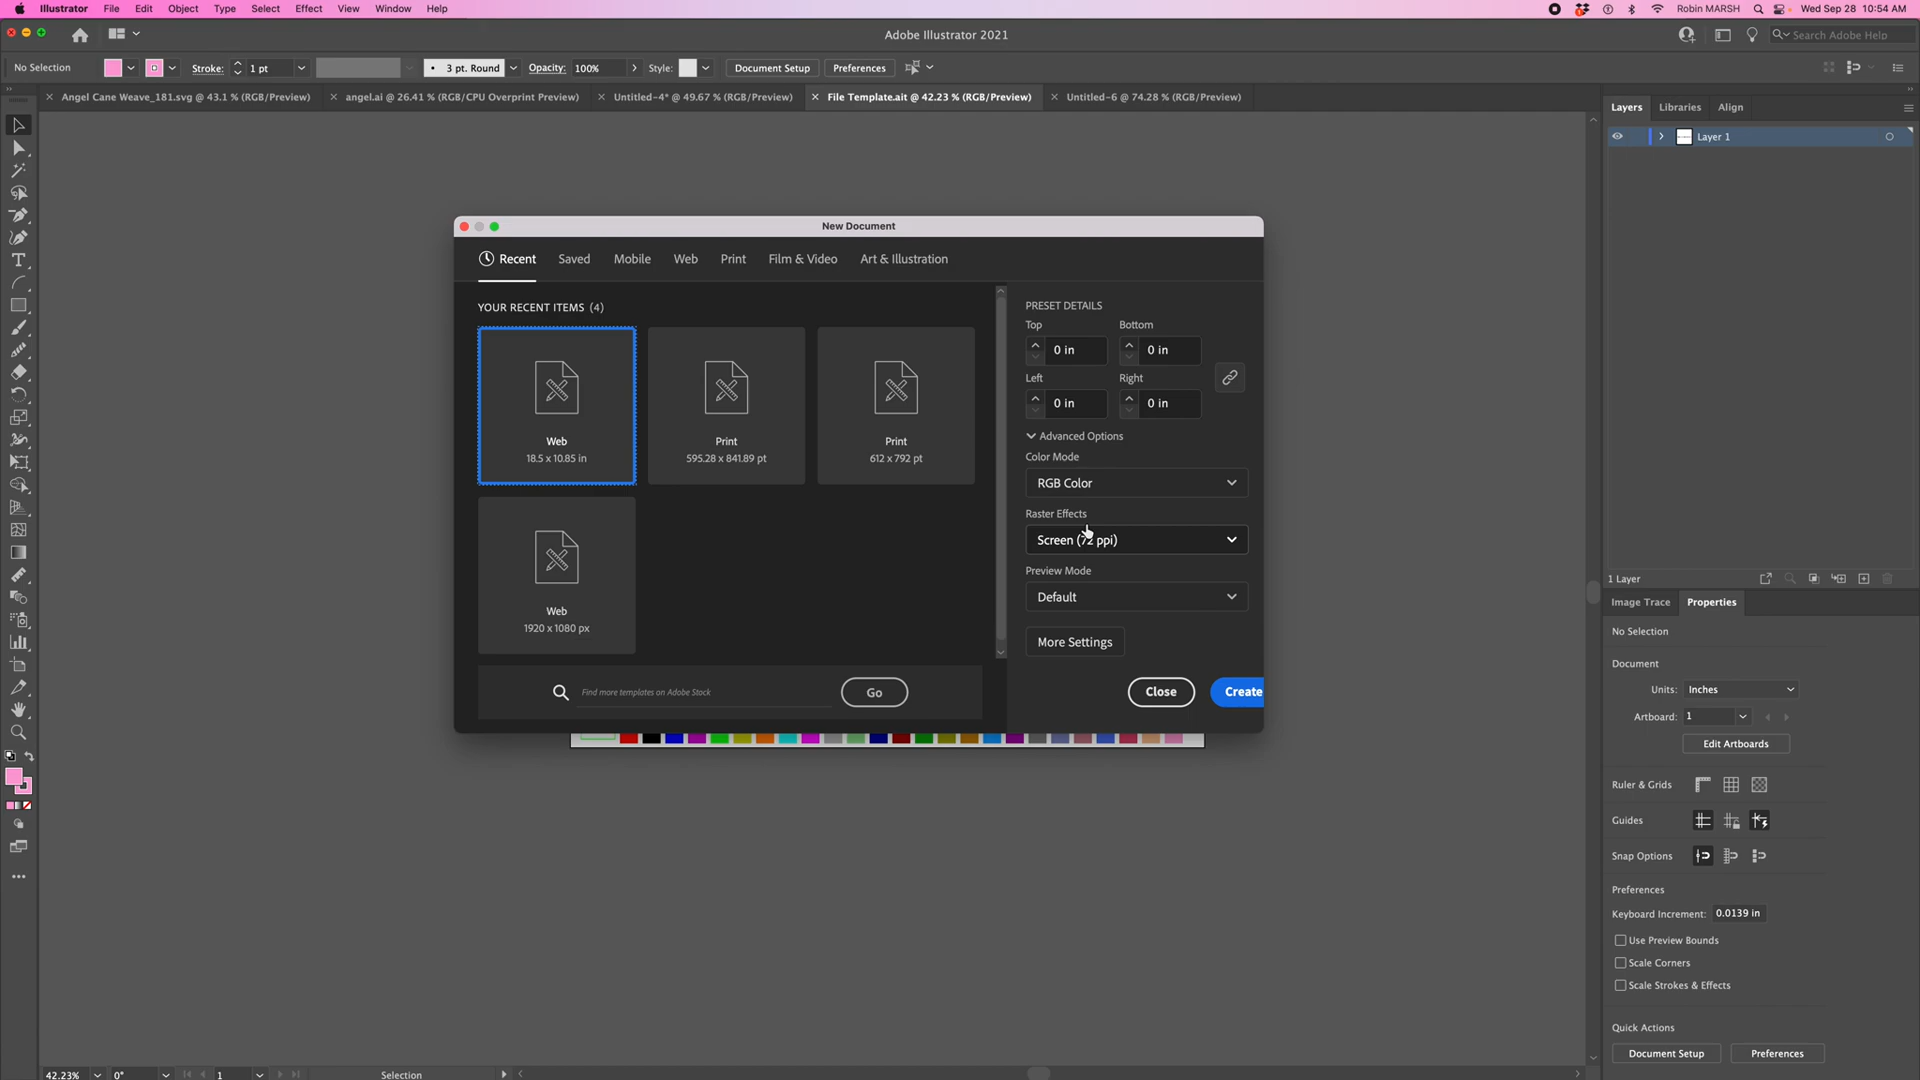 Illustrator File Edit Object Type Select Effect View Window Help
Robin MARSH Wed Sep 28 10:54 AM
Adobe Illustrator 2021
Search Adobe Help
No Selection Stroke: 1 pt 3 pt. Round Opacity: 100% Style: Document Setup Preferences
Angel Cane Weave_181.svg @ 43.1 % (RGB/Preview) angel.ai @ 26.41 % (RGB/CPU Overprint Preview) Untitled-4* @ 49.67 % (RGB/Preview) File Template.ait @ 42.23 % (RGB/Preview) Untitled-6 @ 74.28 % (RGB/Preview)
Layers Libraries Align
Layer 1
New Document
Recent Saved Mobile Web Print Film & Video Art & Illustration
YOUR RECENT ITEMS (4)
Web
18.5 x 10.85 in
Print
595.28 x 841.89 pt
Print
612 x 792 pt
Web
1920 x 1080 px
Find more templates on Adobe Stock Go
PRESET DETAILS
Top Bottom
0 in 0 in
Left Right
0 in 0 in
Advanced Options
Color Mode
RGB Color
Raster Effects
Screen (72 ppi)
Preview Mode
Default
More Settings
Close Create
1 Layer
Image Trace Properties
No Selection
Document
Units: Inches
Artboard: 1
Edit Artboards
Ruler & Grids
Guides
Snap Options
Preferences
Keyboard Increment: 0.0139 in
Use Preview Bounds
Scale Corners
Scale Strokes & Effects
Quick Actions
Document Setup Preferences
42.23% 0° 1 Selection